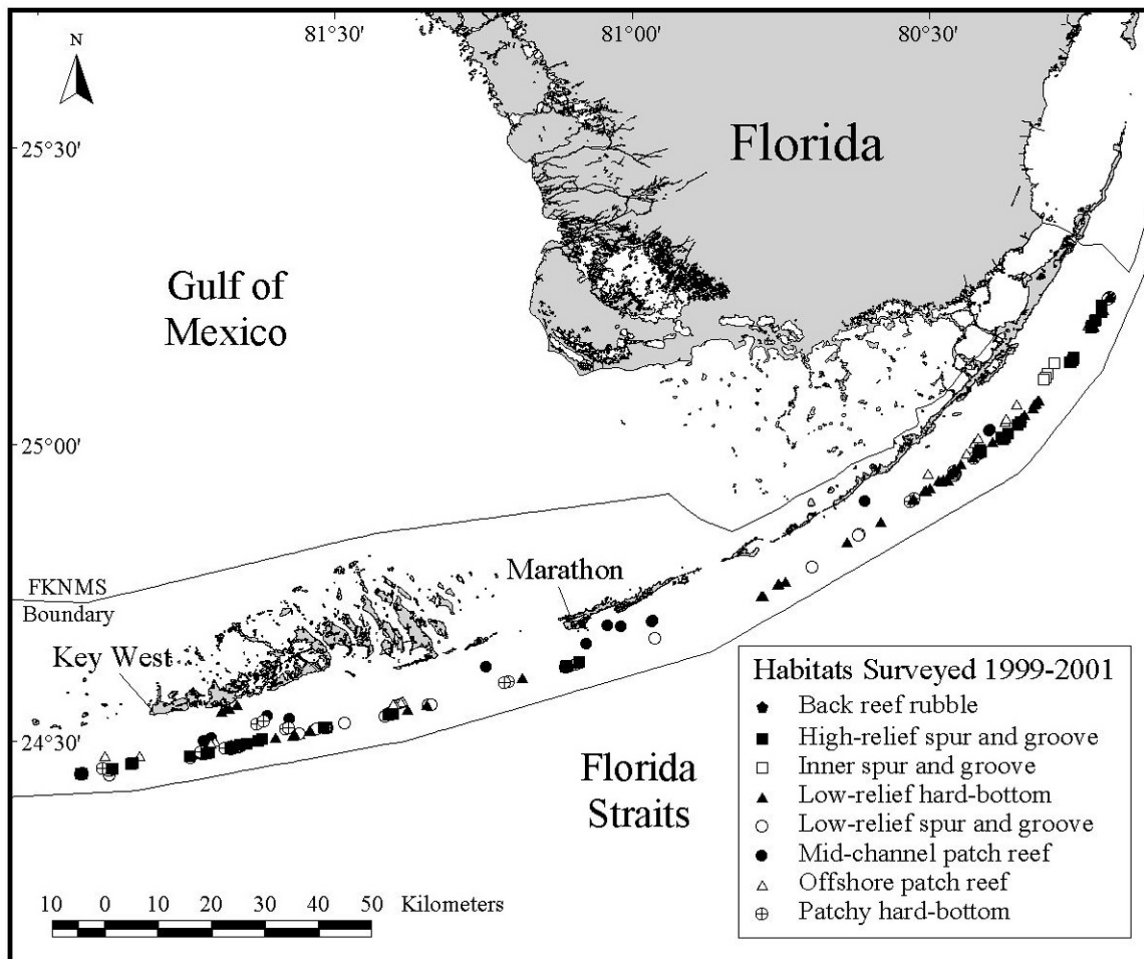 81°30'
81°00'
80°30'
N
25°30'
Florida
Gulf of
Mexico
25°00'
Marathon
FKNMS
Boundary
Key West
24°30'
Florida
Straits
Habitats Surveyed 1999-2001
Back reef rubble
High-relief spur and groove
Inner spur and groove
Low-relief hard-bottom
Low-relief spur and groove
Mid-channel patch reef
Offshore patch reef
Patchy hard-bottom
10 0 10 20 30 40 50 Kilometers